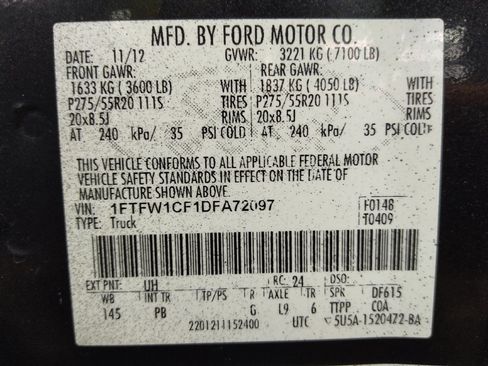 MFD. BY FORD MOTOR CO.
DATE: 11/12 GVWR: 3221 KG ( 7100 LB)
FRONT GAWR: REAR GAWR:
1633 KG ( 3600 LB) WITH 1837 KG ( 4050 LB) WITH
P275/55R20 111S TIRES P275/55R20 111S TIRES
20x8.5J RIMS 20x8.5J RIMS
AT 240 kPa/ 35 PSI COLD AT 240 kPa/ 35 PSI COLD
THIS VEHICLE CONFORMS TO ALL APPLICABLE FEDERAL MOTOR
VEHICLE SAFETY STANDARDS IN EFFECT ON THE DATE OF
MANUFACTURE SHOWN ABOVE.
VIN: 1FTFW1CF1DFA72097 F0148
TYPE: Truck T0409
EXT PNT: UH RC: 24 DSO:
WB INT TR TP/PS R AXLE TR SPR DF615
145 PB G L9 6 TTPP COA
2201211152400 UTC 5U5A-1520472-BA